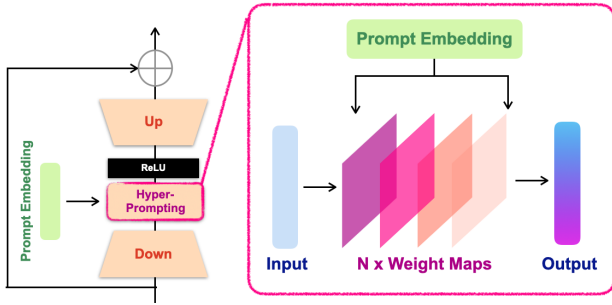 Up
ReLU
Hyper-
Prompting
Prompt Embedding
Down
Prompt Embedding
Input
N x Weight Maps
Output